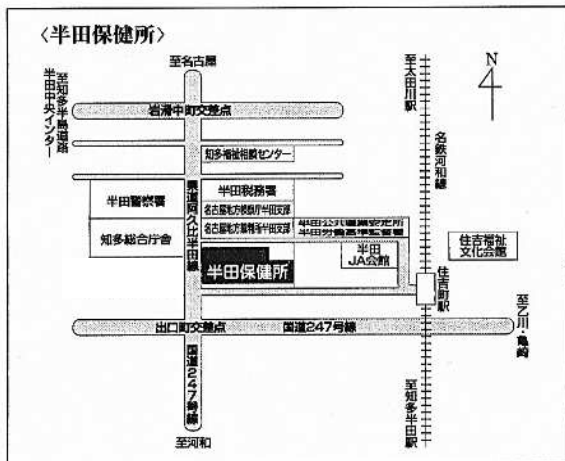 〈半田保健所〉
至名古屋
至太田川駅
N
至知多半島道路
半田中央インター
岩滑中町交差点
名鉄河和線
知多福祉相談センター
県道阿久比半田線
半田警察署
半田税務署
名古屋地方検察庁半田支部
名古屋地方裁判所半田支部
半田公共職業安定所
半田労働基準監督署
知多総合庁舎
半田保健所
半田
JA会館
住吉福祉
文化会館
住吉町駅
至乙川・亀崎
出口町交差点
国道247号線
国道247号線
至知多半田駅
至河和